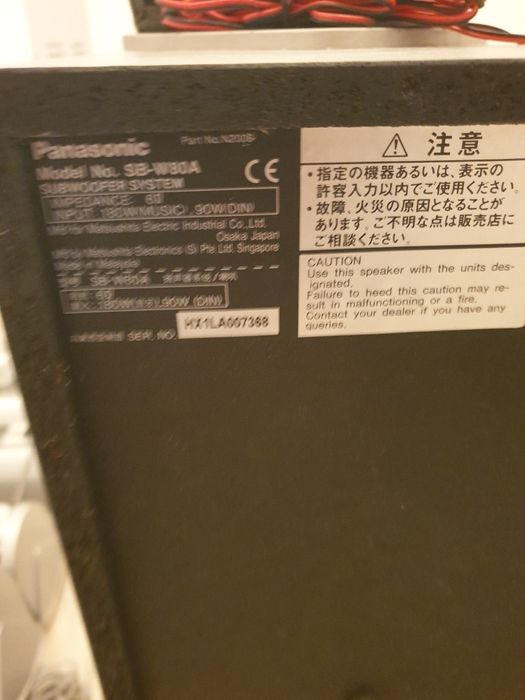 Panasonic
Part No.N200B
Model No. SB-W80A
SUBWOOFER SYSTEM
IMPEDANCE 6Ω
INPUT 180W(MUSIC), 90W(DIN)
Matsushita Electric Industrial Co.,Ltd.
Osaka Japan
Electronics (S) Pte.Ltd. Singapore
SB-W80A
6Ω
180W 90W (DIN)
SERI. NO.
HX1LA007368
CE
⚠ 注意
・指定の機器あるいは、表示の
許容入力以内でご使用ください。
・故障、火災の原因となることが
あります。ご不明な点は販売店に
ご相談ください。
CAUTION
Use this speaker with the units des-
ignated.
Failure to heed this caution may re-
sult in malfunctioning or a fire.
Contact your dealer if you have any
queries.